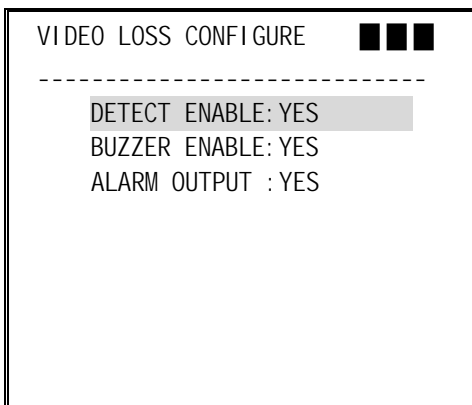 VIDEO LOSS CONFIGURE ■■■
-----------------------------
DETECT ENABLE:YES
BUZZER ENABLE:YES
ALARM OUTPUT :YES